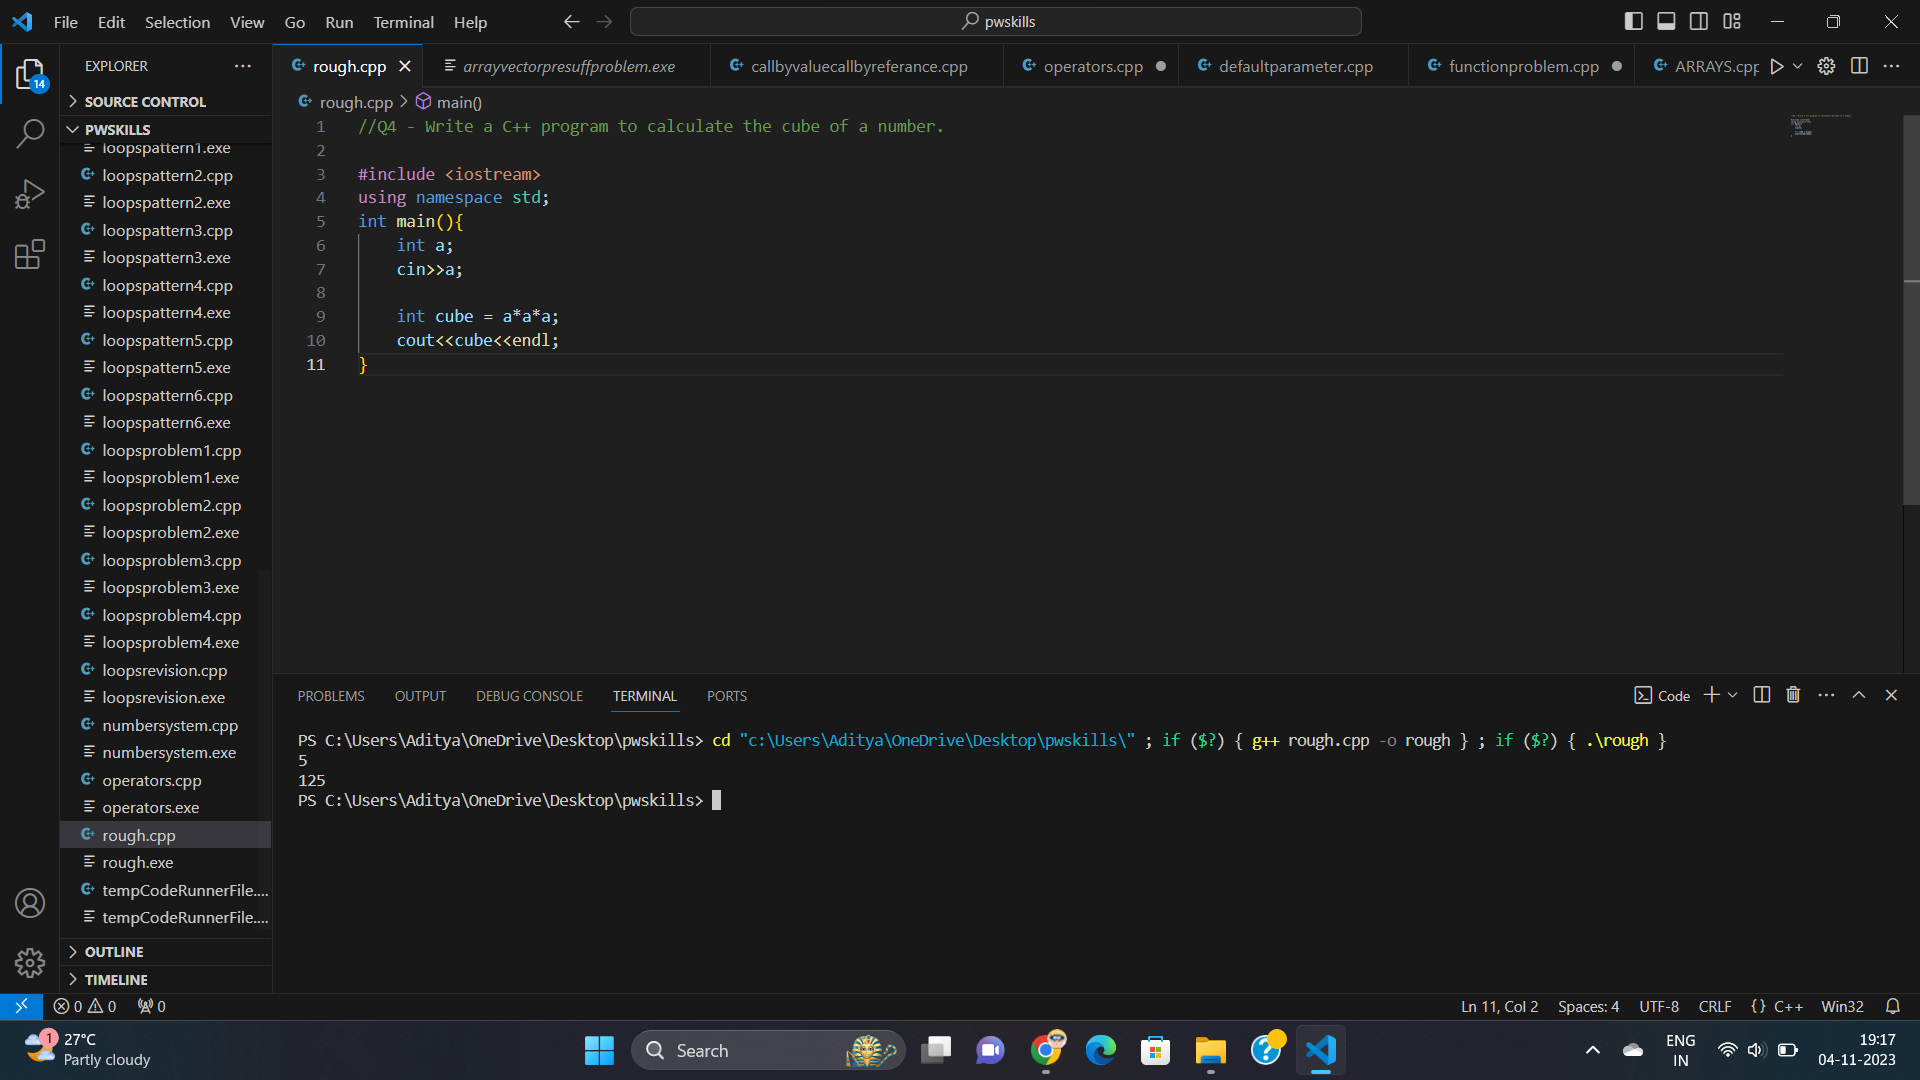 File Edit Selection View Go Run Terminal Help
pwskills
14
EXPLORER
SOURCE CONTROL
PWSKILLS
loopspattern1.exe
loopspattern2.cpp
loopspattern2.exe
loopspattern3.cpp
loopspattern3.exe
loopspattern4.cpp
loopspattern4.exe
loopspattern5.cpp
loopspattern5.exe
loopspattern6.cpp
loopspattern6.exe
loopsproblem1.cpp
loopsproblem1.exe
loopsproblem2.cpp
loopsproblem2.exe
loopsproblem3.cpp
loopsproblem3.exe
loopsproblem4.cpp
loopsproblem4.exe
loopsrevision.cpp
loopsrevision.exe
numbersystem.cpp
numbersystem.exe
operators.cpp
operators.exe
rough.cpp
rough.exe
tempCodeRunnerFile....
tempCodeRunnerFile....
OUTLINE
TIMELINE
rough.cpp arrayvectorpresuffproblem.exe callbyvaluecallbyreferance.cpp operators.cpp defaultparameter.cpp functionproblem.cpp ARRAYS.cpp
rough.cpp > main()
1 //Q4 - Write a C++ program to calculate the cube of a number.
2
3 #include <iostream>
4 using namespace std;
5 int main(){
6 int a;
7 cin>>a;
8
9 int cube = a*a*a;
10 cout<<cube<<endl;
11 }
PROBLEMS OUTPUT DEBUG CONSOLE TERMINAL PORTS
Code
PS C:\Users\Aditya\OneDrive\Desktop\pwskills> cd "c:\Users\Aditya\OneDrive\Desktop\pwskills\" ; if ($?) { g++ rough.cpp -o rough } ; if ($?) { .\rough }
5
125
PS C:\Users\Aditya\OneDrive\Desktop\pwskills>
0 0 0
Ln 11, Col 2 Spaces: 4 UTF-8 CRLF {} C++ Win32
1
27°C
Partly cloudy
Search
ENG
IN
19:17
04-11-2023